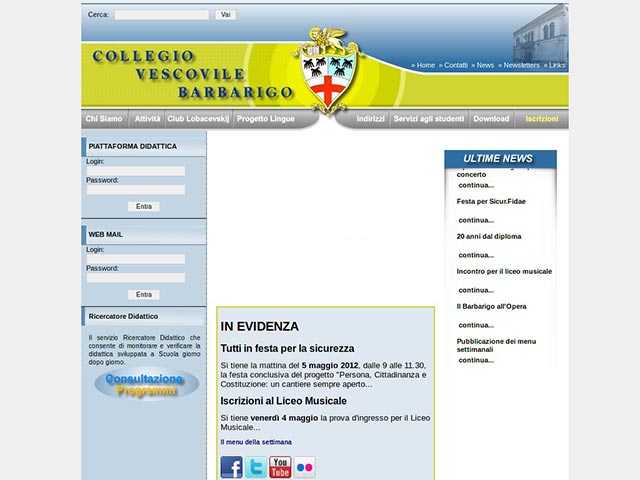 Cerca:
Vai
COLLEGIO
VESCOVILE
BARBARIGO
» Home » Contatti » News » Newsletters » Links
Chi Siamo Attività Club Lobacevskij Progetto Lingue Indirizzi Servizi agli studenti Download Iscrizioni
PIATTAFORMA DIDATTICA
Login:
Password:
Entra
WEB MAIL
Login:
Password:
Entra
Ricercatore Didattico
Il servizio Ricercatore Didattico che
consente di monitorare e verificare la
didattica sviluppata a Scuola giorno
dopo giorno.
Consultazione
Programmi
IN EVIDENZA
Tutti in festa per la sicurezza
Si tiene la mattina del 5 maggio 2012, dalle 9 alle 11.30,
la festa conclusiva del progetto "Persona, Cittadinanza e
Costituzione: un cantiere sempre aperto...
Iscrizioni al Liceo Musicale
Si tiene venerdì 4 maggio la prova d'ingresso per il Liceo
Musicale...
Il menu della settimana
You
Tube
ULTIME NEWS
concerto
continua...
Festa per Sicur.Fidae
continua...
20 anni dal diploma
continua...
Incontro per il liceo musicale
continua...
Il Barbarigo all'Opera
continua...
Pubblicazione dei menu
settimanali
continua...